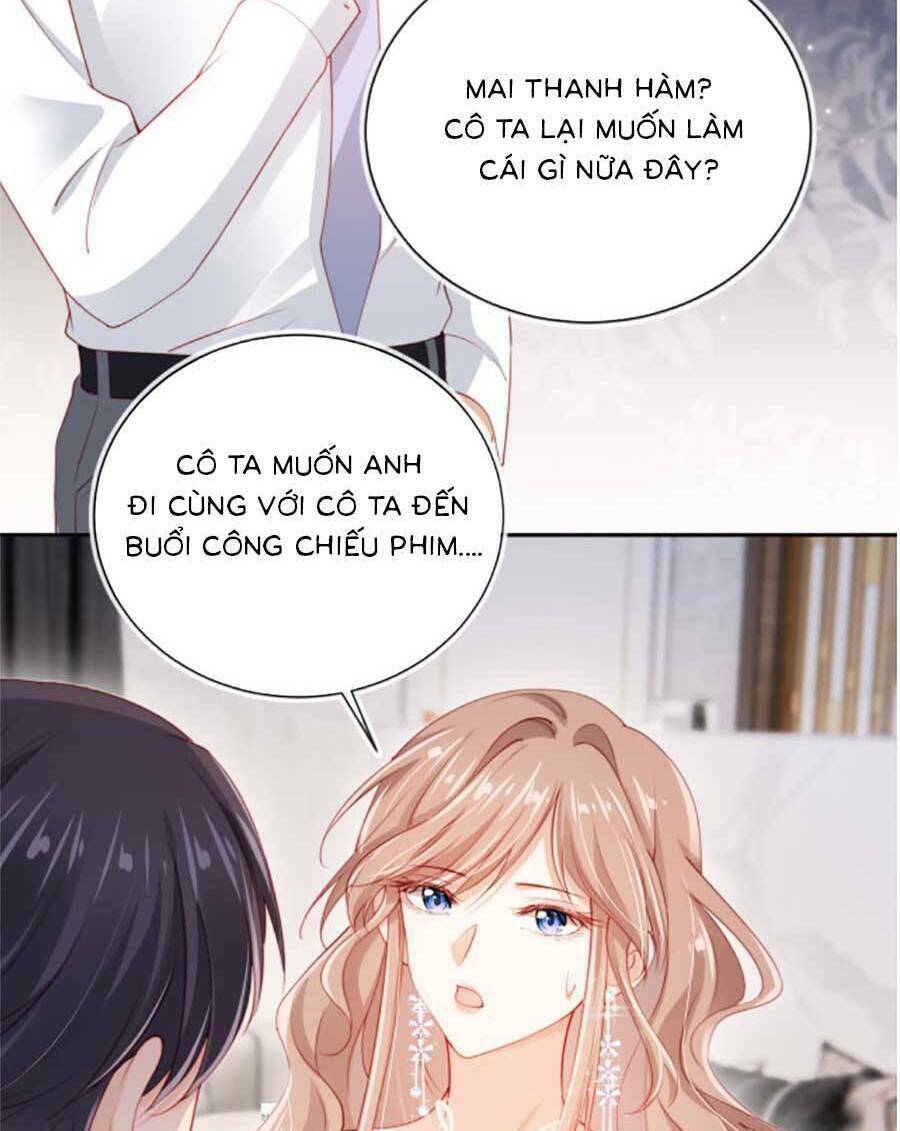 MAI THANH HÀM?
CÔ TA LẠI MUỐN LÀM
CÁI GÌ NỮA ĐÂY?
CÔ TA MUỐN ANH
ĐI CÙNG VỚI CÔ TA ĐẾN
BUỔI CÔNG CHIẾU PHIM....